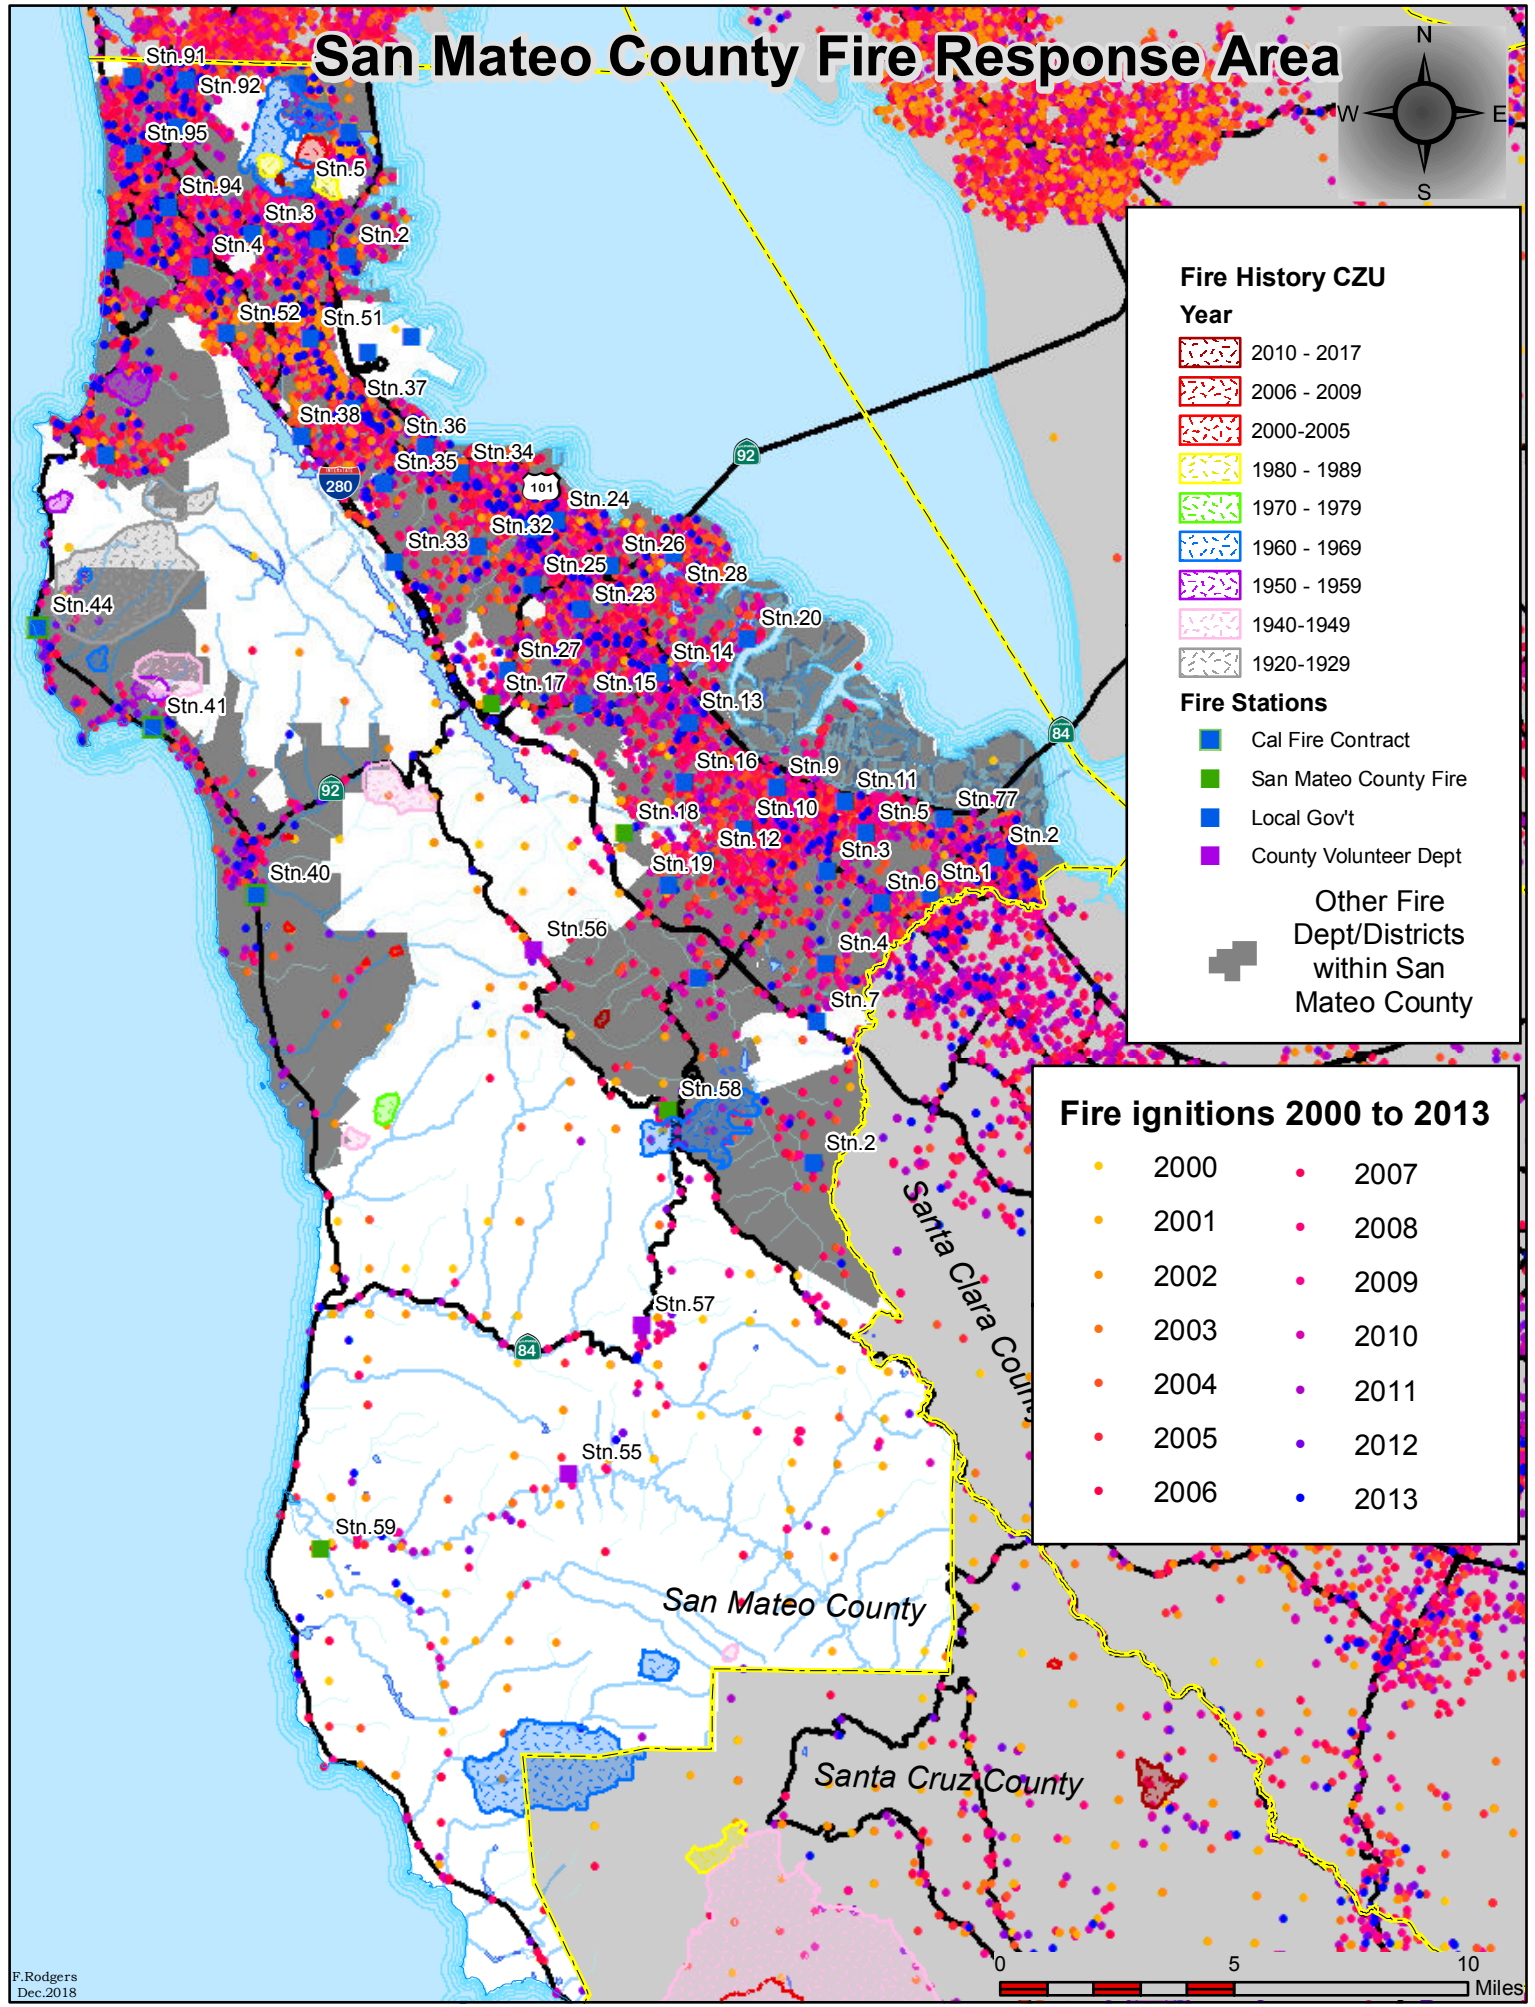 San Mateo County Fire Response Area
N
W
E
S
Stn.91
Stn.92
Stn.95
Stn.5
Stn.94
Stn.3
Stn.2
Stn.4
Stn.52
Stn.51
Stn.37
Stn.38
Stn.36
Stn.34
Stn.35
280
101
92
Stn.24
Stn.32
Stn.33
Stn.26
Stn.25
Stn.28
Stn.23
Stn.44
Stn.20
Stn.27
Stn.14
Stn.17
Stn.15
Stn.13
Stn.41
84
92
Stn.16
Stn.9
Stn.11
Stn.18
Stn.10
Stn.5
Stn.77
Stn.12
Stn.2
Stn.3
Stn.19
Stn.40
Stn.6
Stn.1
Stn.56
Stn.4
Stn.7
Stn.58
Stn.2
Stn.57
84
Stn.55
Stn.59
Fire History CZU
Year
2010 - 2017
2006 - 2009
2000-2005
1980 - 1989
1970 - 1979
1960 - 1969
1950 - 1959
1940-1949
1920-1929
Fire Stations
Cal Fire Contract
San Mateo County Fire
Local Gov't
County Volunteer Dept
Other Fire
Dept/Districts
within San
Mateo County
Fire ignitions 2000 to 2013
2000
2001
2002
2003
2004
2005
2006
2007
2008
2009
2010
2011
2012
2013
Santa Clara County
San Mateo County
Santa Cruz County
0 5 10
Miles
F.Rodgers
Dec.2018